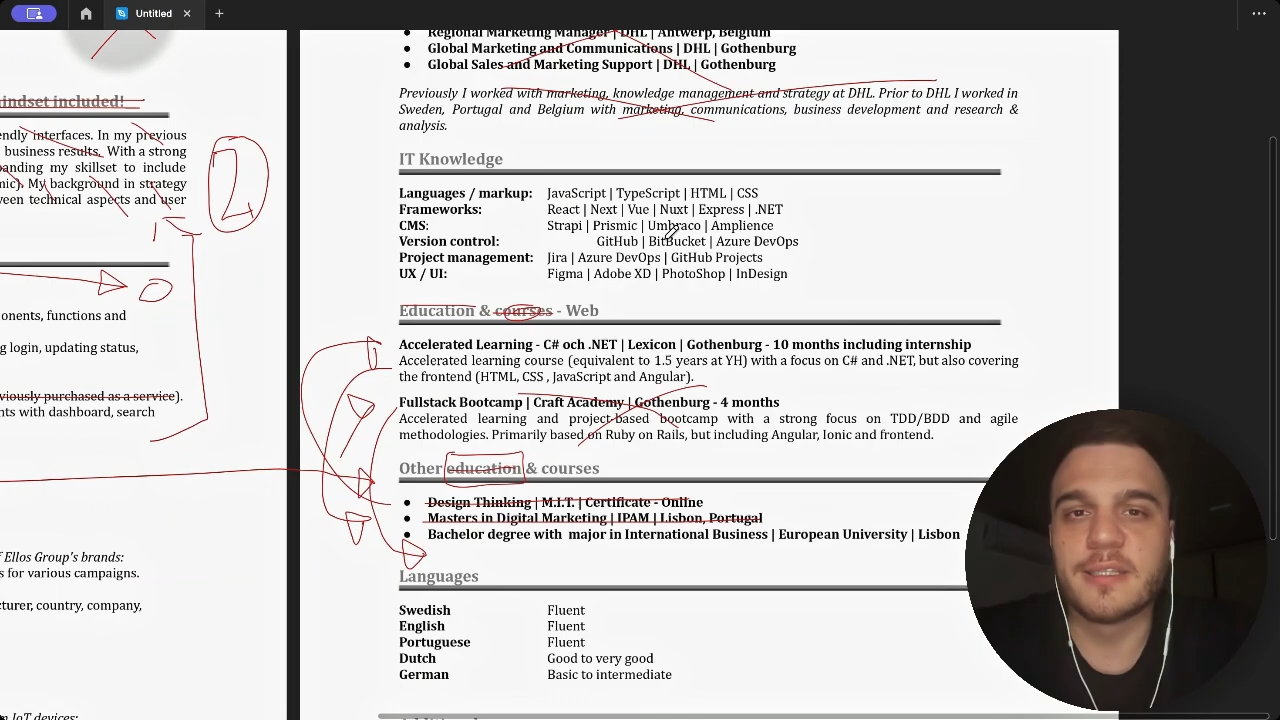 Untitled
indset included!
endly interfaces. In my previous
business results. With a strong
anding my skillset to include
mic). My background in strategy
ween technical aspects and user
2
onents, functions and
g login, updating status,
viously purchased as a service).
nts with dashboard, search
f Ellos Group's brands:
s for various campaigns.
cturer, country, company,
m IoT devices:
Regional Marketing Manager | DHL | Antwerp, Belgium
Global Marketing and Communications | DHL | Gothenburg
Global Sales and Marketing Support | DHL | Gothenburg
Previously I worked with marketing, knowledge management and strategy at DHL. Prior to DHL I worked in
Sweden, Portugal and Belgium with marketing, communications, business development and research &
analysis.
IT Knowledge
Languages / markup: JavaScript | TypeScript | HTML | CSS
Frameworks: React | Next | Vue | Nuxt | Express | .NET
CMS: Strapi | Prismic | Umbraco | Amplience
Version control: GitHub | BitBucket | Azure DevOps
Project management: Jira | Azure DevOps | GitHub Projects
UX / UI: Figma | Adobe XD | PhotoShop | InDesign
Education & courses - Web
Accelerated Learning - C# och .NET | Lexicon | Gothenburg - 10 months including internship
Accelerated learning course (equivalent to 1.5 years at YH) with a focus on C# and .NET, but also covering
the frontend (HTML, CSS , JavaScript and Angular).
Fullstack Bootcamp | Craft Academy | Gothenburg - 4 months
Accelerated learning and project-based bootcamp with a strong focus on TDD/BDD and agile
methodologies. Primarily based on Ruby on Rails, but including Angular, Ionic and frontend.
Other education & courses
Design Thinking | M.I.T. | Certificate - Online
Masters in Digital Marketing | IPAM | Lisbon, Portugal
Bachelor degree with major in International Business | European University | Lisbon
Languages
Swedish Fluent
English Fluent
Portuguese Fluent
Dutch Good to very good
German Basic to intermediate